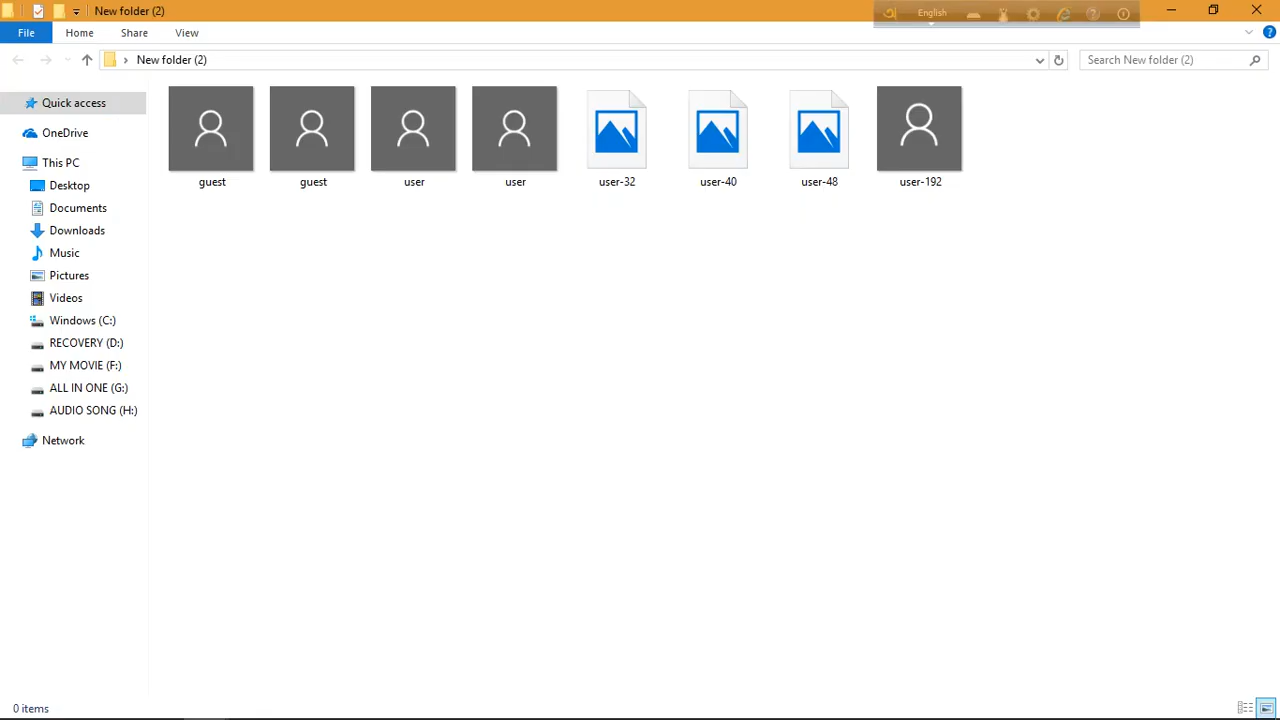 New folder (2)
English
File Home Share View
New folder (2)
Search New folder (2)
Quick access
OneDrive
This PC
Desktop
Documents
Downloads
Music
Pictures
Videos
Windows (C:)
RECOVERY (D:)
MY MOVIE (F:)
ALL IN ONE (G:)
AUDIO SONG (H:)
Network
guest guest user user user-32 user-40 user-48 user-192
0 items